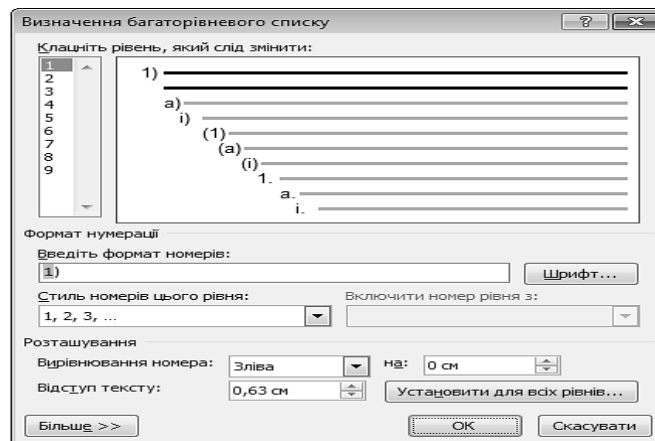 Визначення багаторівневого списку
Клацніть рівень, який слід змінити:
1
2
3
4
5
6
7
8
9
1)
a)
i)
(1)
(a)
(i)
1.
a.
i.
Формат нумерації
Введіть формат номерів:
1)
Шрифт...
Стиль номерів цього рівня: Включити номер рівня з:
1, 2, 3, ...
Розташування
Вирівнювання номера: Зліва на: 0 см
Відступ тексту: 0,63 см Установити для всіх рівнів...
Більше >> ОК Скасувати